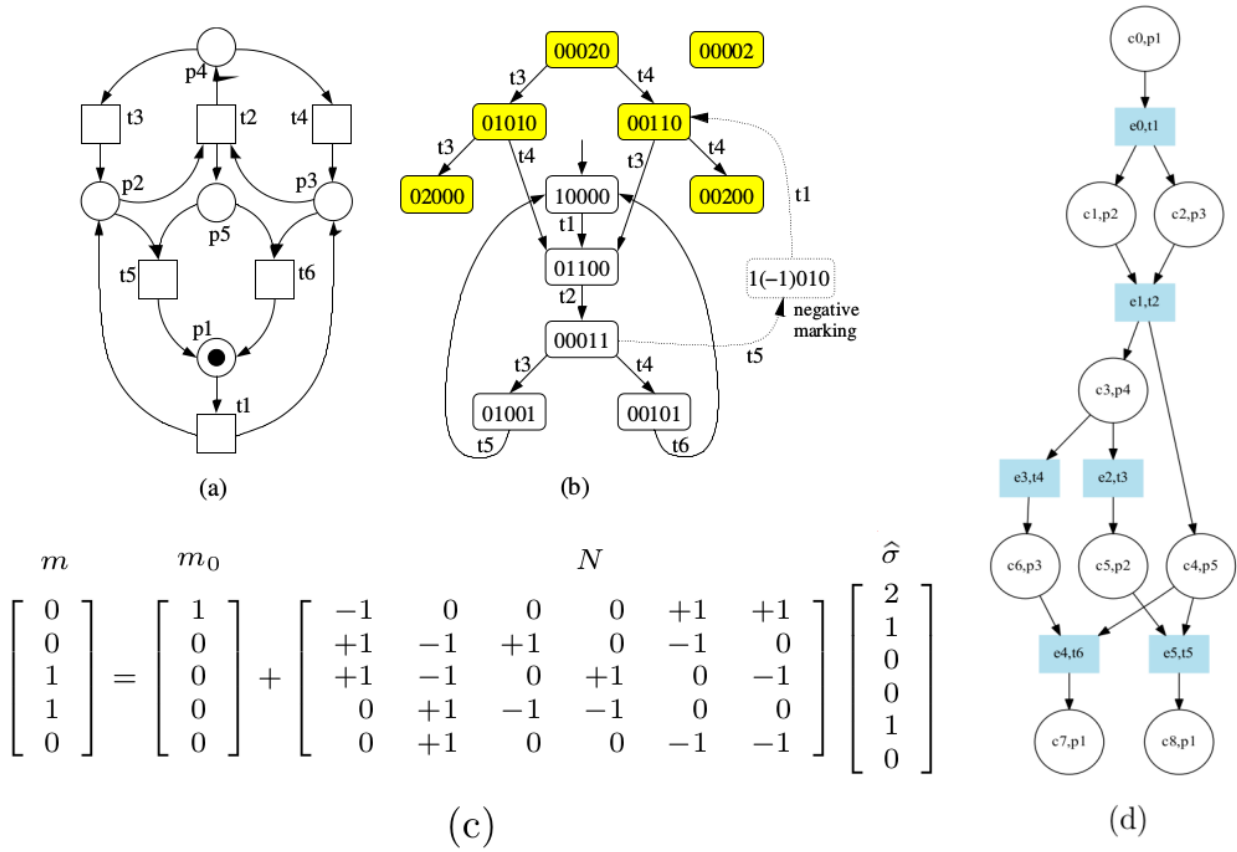 p4
t3
t2
t4
p2
p3
p5
t5
t6
p1
t1
(a)
00020
00002
t3
t4
01010
00110
t3
t4
t3
t4
02000
00200
10000
t1
t1
01100
t2
1(−1)010
negative
marking
00011
t5
t3
t4
01001
00101
t5
t6
(b)
c0,p1
e0,t1
c1,p2
c2,p3
e1,t2
c3,p4
e3,t4
e2,t3
c6,p3
c5,p2
c4,p5
e4,t6
e5,t5
c7,p1
c8,p1
(d)
m m0 N σ̂
0 1 −1 0 0 0 +1 +1 2
0 0 +1 −1 +1 0 −1 0 1
1 = 0 + +1 −1 0 +1 0 −1 0
1 0 0 +1 −1 −1 0 0 0
0 0 0 +1 0 0 −1 −1 1
0
(c)